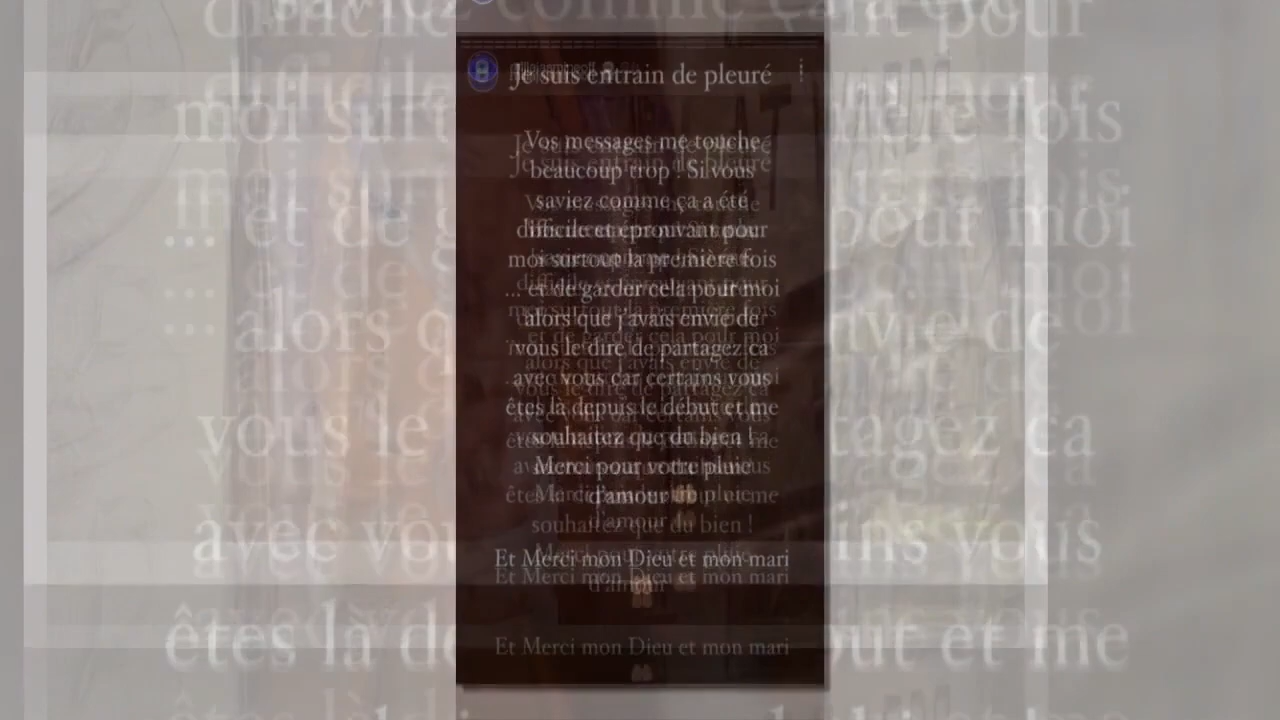 Je suis entrain de pleuré
Vos messages me touche
beaucoup trop ! Si vous
saviez comme ça a été
difficile et éprouvant pour
moi surtout la première fois
... et de garder cela pour moi
alors que j'avais envie de
vous le dire de partagez ca
avec vous car certains vous
êtes là depuis le début et me
souhaitez que du bien !
Merci pour votre pluie
d'amour
Et Merci mon Dieu et mon mari